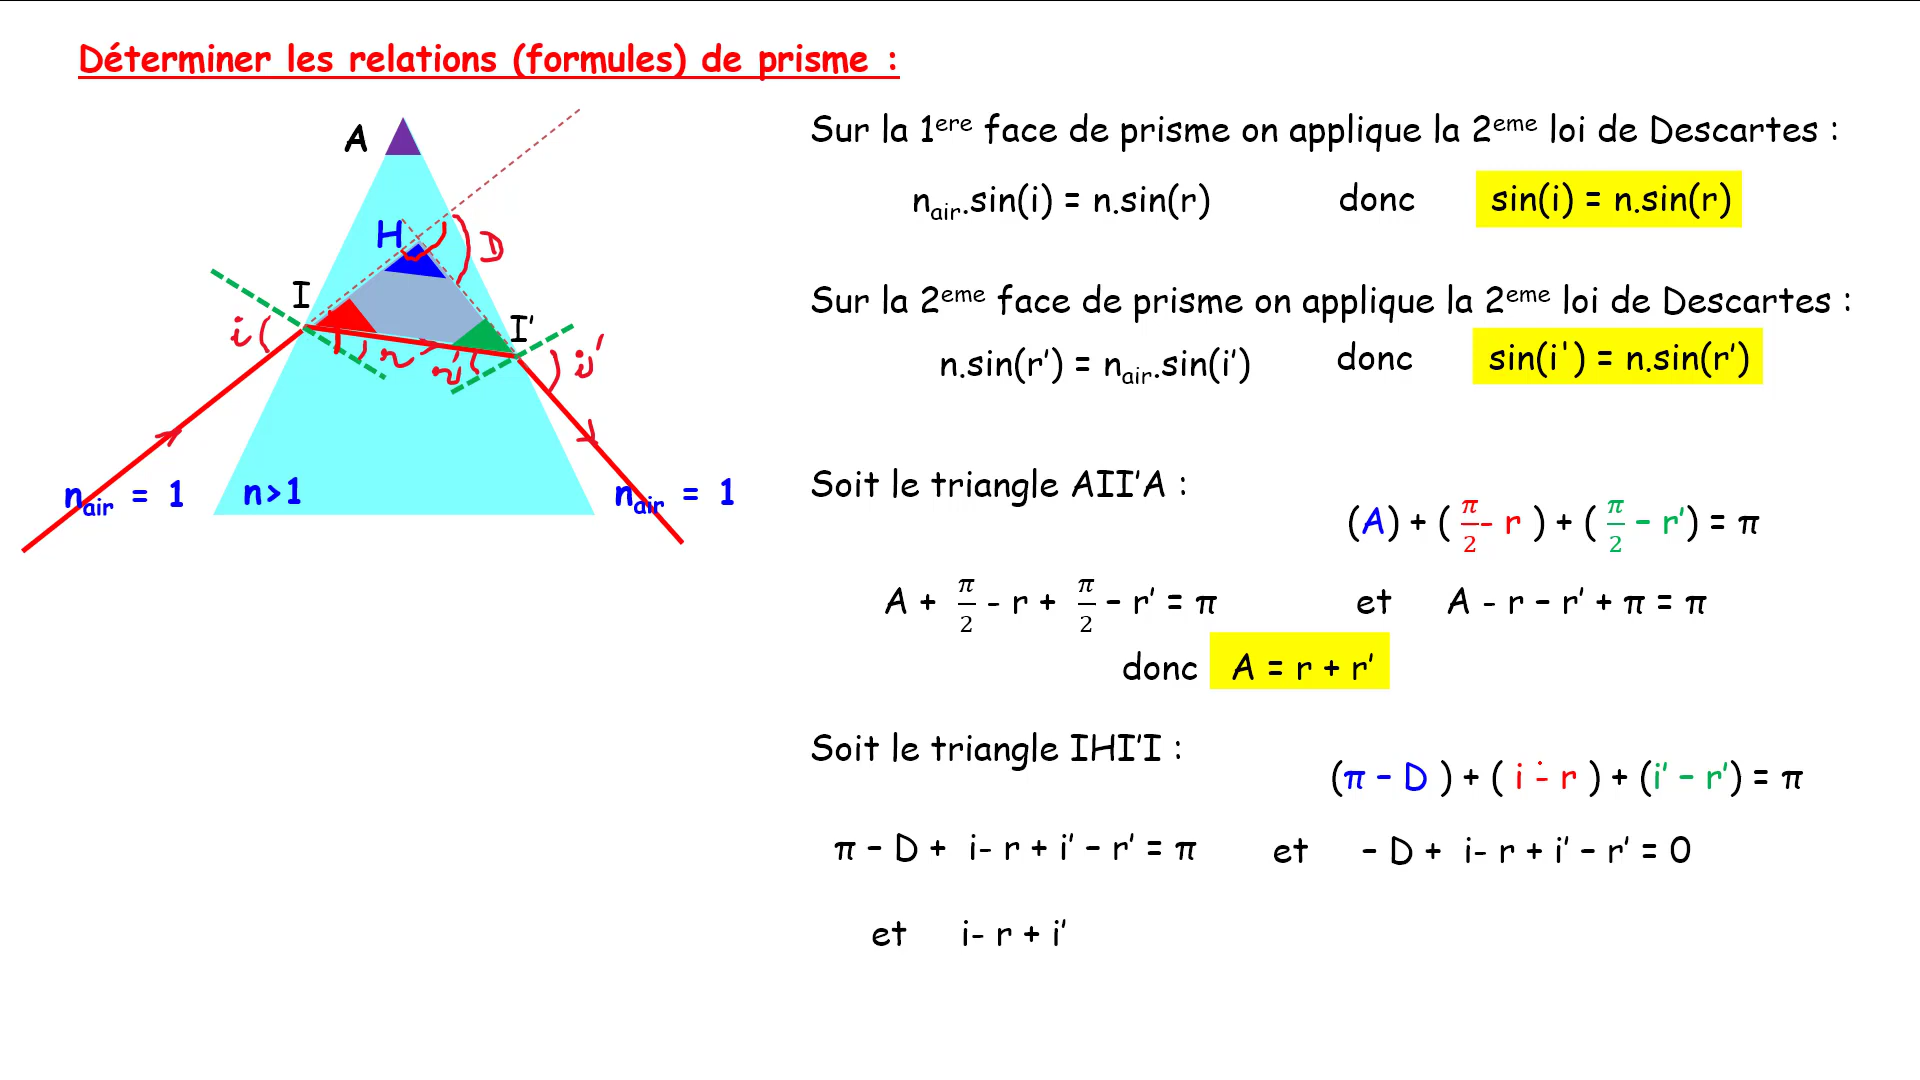 Déterminer les relations (formules) de prisme :
A
H
D
I
I’
i
r
r'
i'
n_air = 1
n>1
n_air = 1
Sur la 1ere face de prisme on applique la 2eme loi de Descartes :
n_air.sin(i) = n.sin(r) donc sin(i) = n.sin(r)
Sur la 2eme face de prisme on applique la 2eme loi de Descartes :
n.sin(r’) = n_air.sin(i’) donc sin(i') = n.sin(r’)
Soit le triangle AII’A :
(A) + ( π/2 - r ) + ( π/2 – r’) = π
A + π/2 - r + π/2 – r’ = π et A - r – r’ + π = π
donc A = r + r’
Soit le triangle IHI’I :
(π – D ) + ( i - r ) + (i’ – r’) = π
π – D + i- r + i’ – r’ = π et – D + i- r + i’ – r’ = 0
et i- r + i’